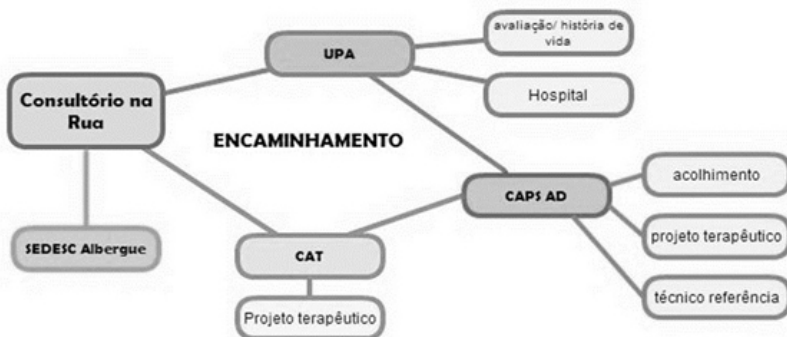 avaliação/ história de
vida
UPA
Hospital
Consultório na
Rua
ENCAMINHAMENTO
acolhimento
CAPS AD
projeto terapêutico
SEDESC Albergue
CAT
técnico referência
Projeto terapêutico